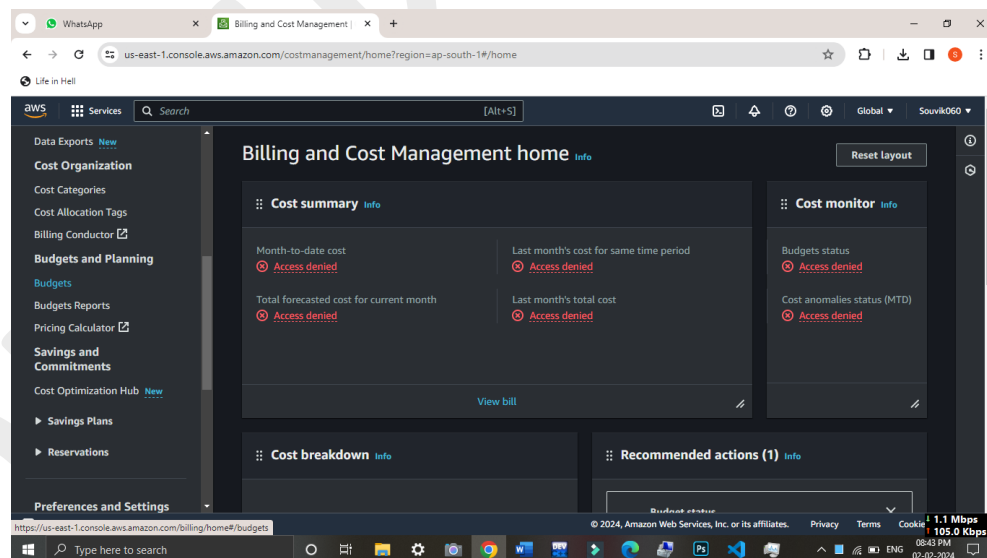 WhatsApp
Billing and Cost Management |
us-east-1.console.aws.amazon.com/costmanagement/home?region=ap-south-1#/home
S
Life in Hell
aws
Services
Search
[Alt+S]
Global
Souvik060
Data Exports New
Cost Organization
Cost Categories
Cost Allocation Tags
Billing Conductor
Budgets and Planning
Budgets
Budgets Reports
Pricing Calculator
Savings and
Commitments
Cost Optimization Hub New
Savings Plans
Reservations
Preferences and Settings
Billing and Cost Management home Info
Reset layout
Cost summary Info
Month-to-date cost
Access denied
Last month's cost for same time period
Access denied
Total forecasted cost for current month
Access denied
Last month's total cost
Access denied
View bill
Cost monitor Info
Budgets status
Access denied
Cost anomalies status (MTD)
Access denied
Cost breakdown Info
Recommended actions (1) Info
Budget status
https://us-east-1.console.aws.amazon.com/billing/home#/budgets
© 2024, Amazon Web Services, Inc. or its affiliates.
Privacy
Terms
Cookie
1.1 Mbps
105.0 Kbps
Type here to search
DEV
Ps
ENG
08:43 PM
02-02-2024